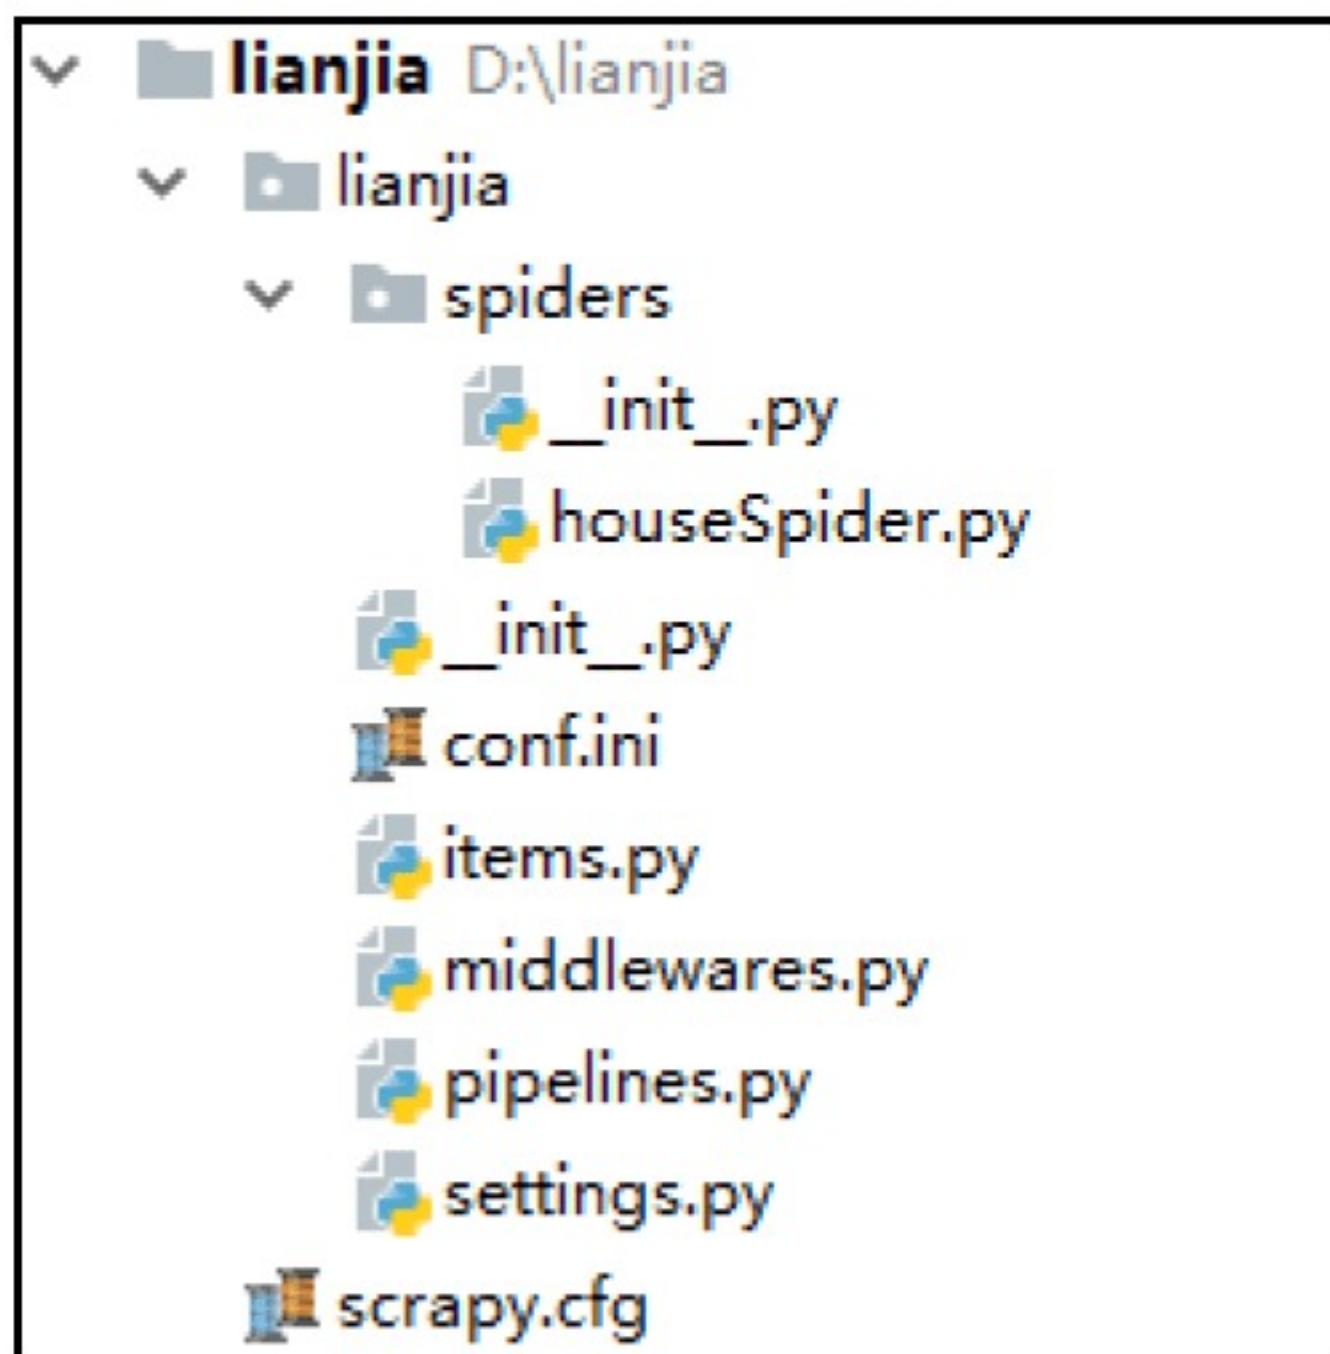 lianjia D:\lianjia
lianjia
spiders
__init__.py
houseSpider.py
__init__.py
conf.ini
items.py
middlewares.py
pipelines.py
settings.py
scrapy.cfg